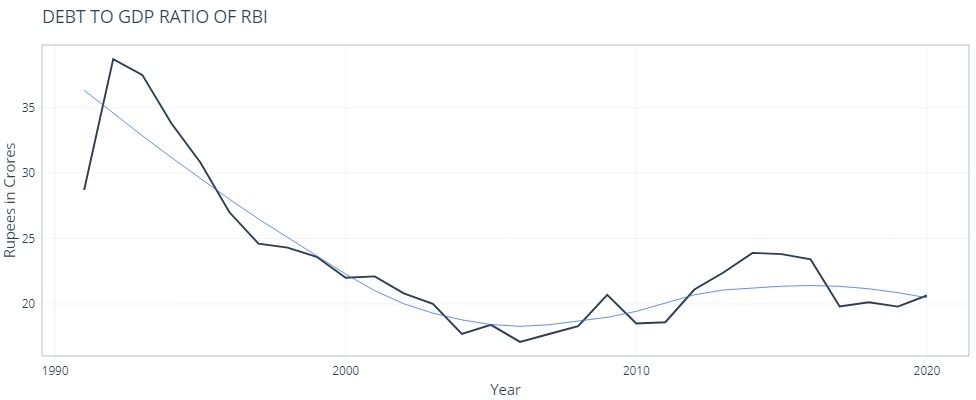 DEBT TO GDP RATIO OF RBI
35
30
25
20
Rupees in Crores
1990
2000
2010
2020
Year